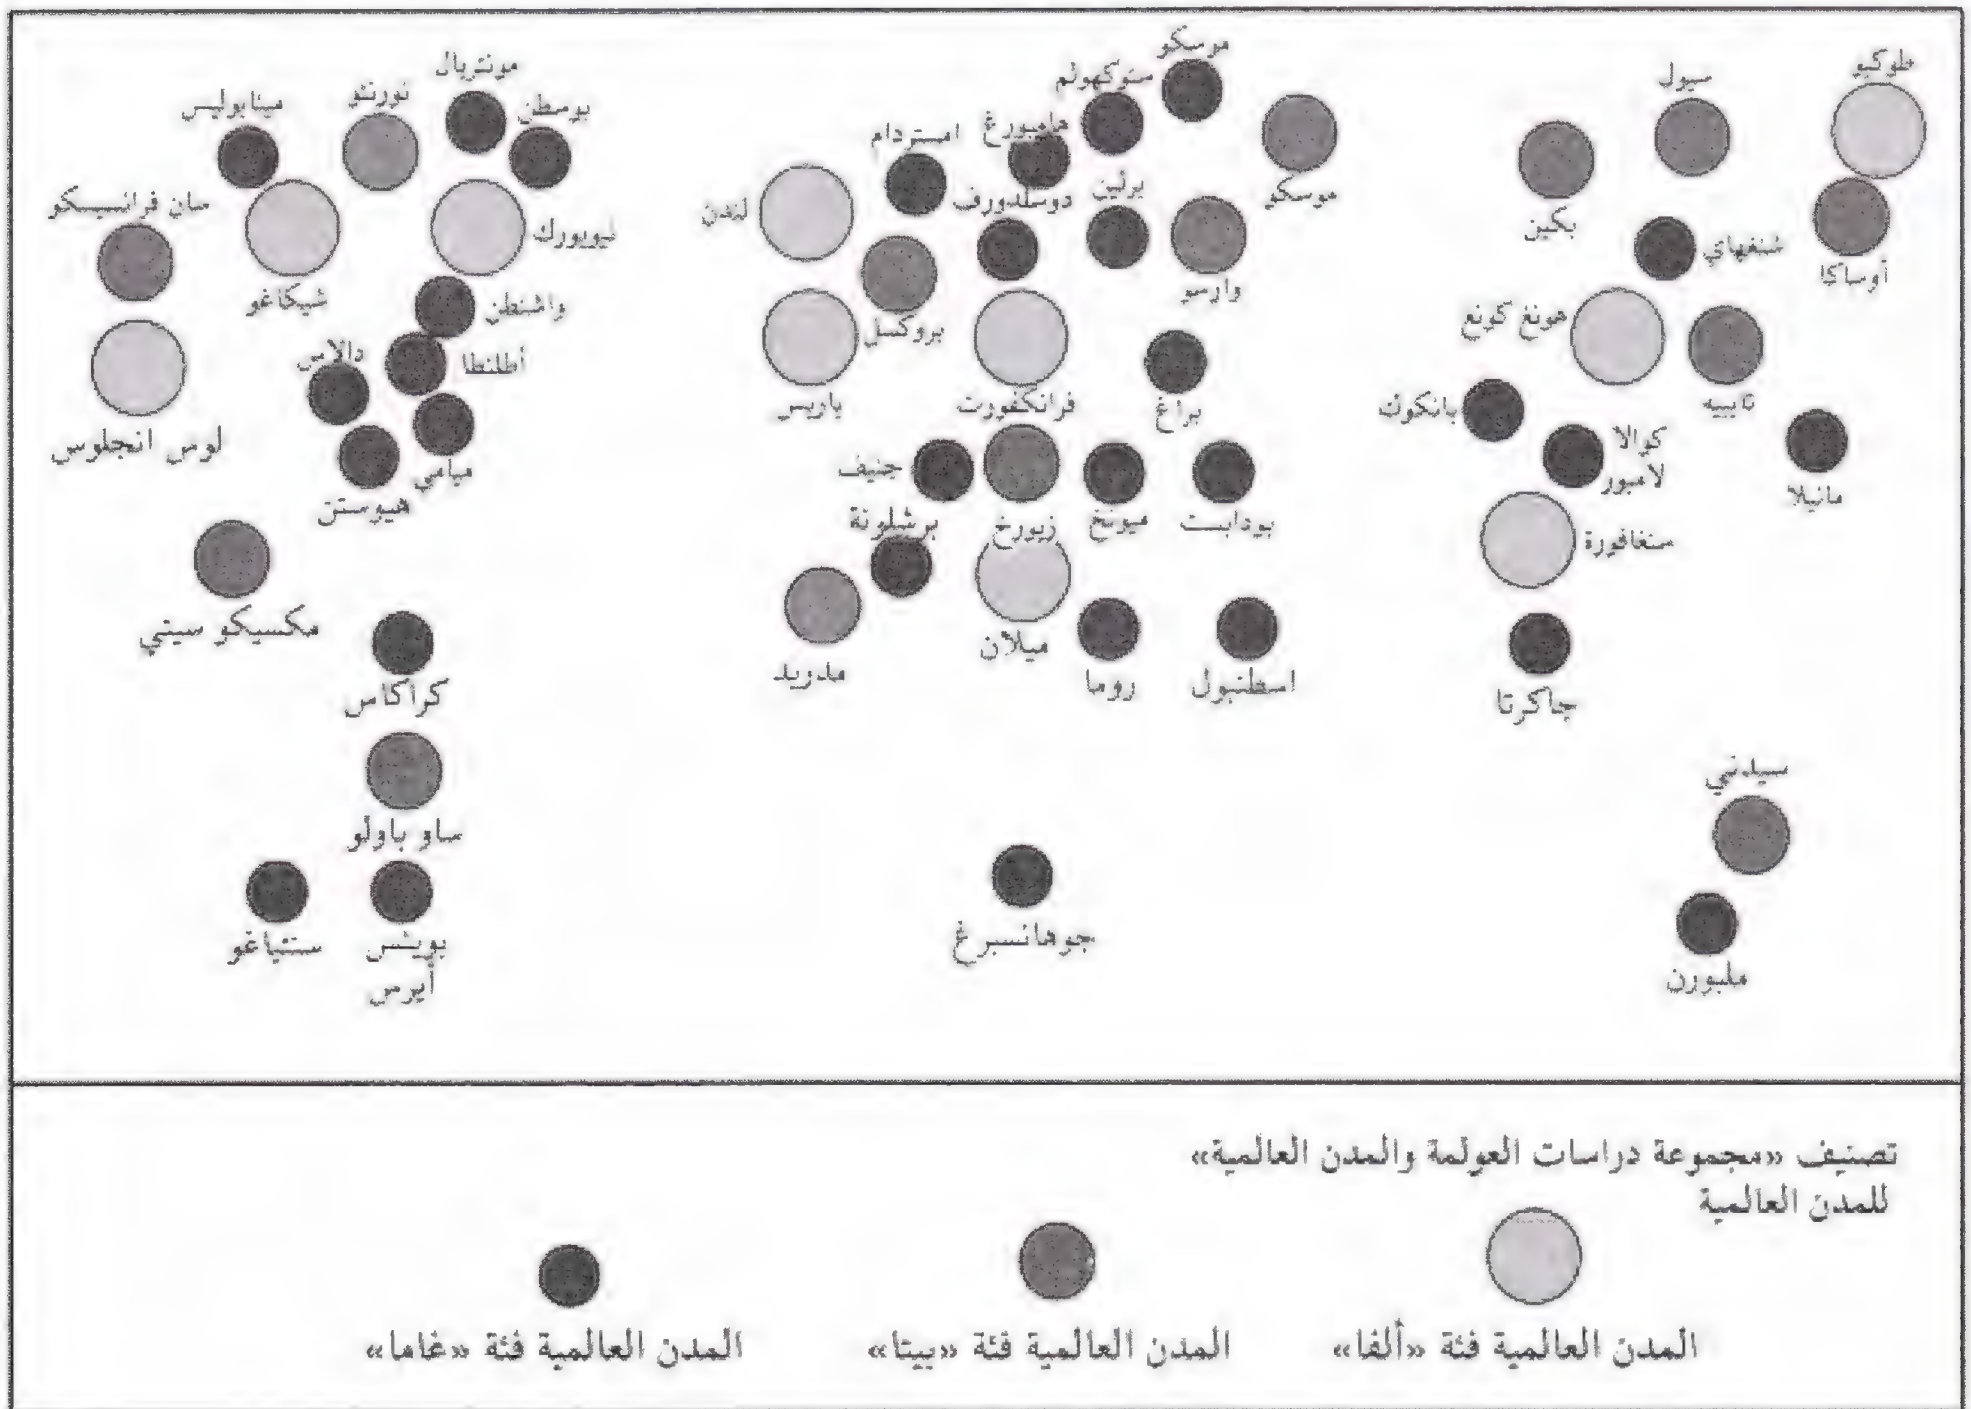 طوكيو
سيول
أوساكا
بكين
شنغهاي
هونغ كونغ
تايبيه
بانكوك
كوالا
لامبور
مانيلا
سنغافورة
جاكرتا
سيدني
ملبورن
موسكو
ستوكهولم
هامبورغ
امستردام
موسكو
برلين
دوسلدورف
لندن
وارسو
بروكسل
باريس
فرانكفورت
براغ
جنيف
زيورخ
ميونخ
بودابست
برشلونة
مدريد
ميلان
روما
اسطنبول
جوهانسبرغ
مونتريال
بوسطن
تورنتو
مينابوليس
سان فرانسيسكو
نيويورك
شيكاغو
واشنطن
أطلنطا
دالاس
لوس انجلوس
ميامي
هيوستن
مكسيكو سيتي
كراكاس
ساو باولو
سنتياغو
بوينس
أيرس
تصنيف «مجموعة دراسات العولمة والمدن العالمية»
للمدن العالمية
المدن العالمية فئة «ألفا»
المدن العالمية فئة «بيتا»
المدن العالمية فئة «غاما»